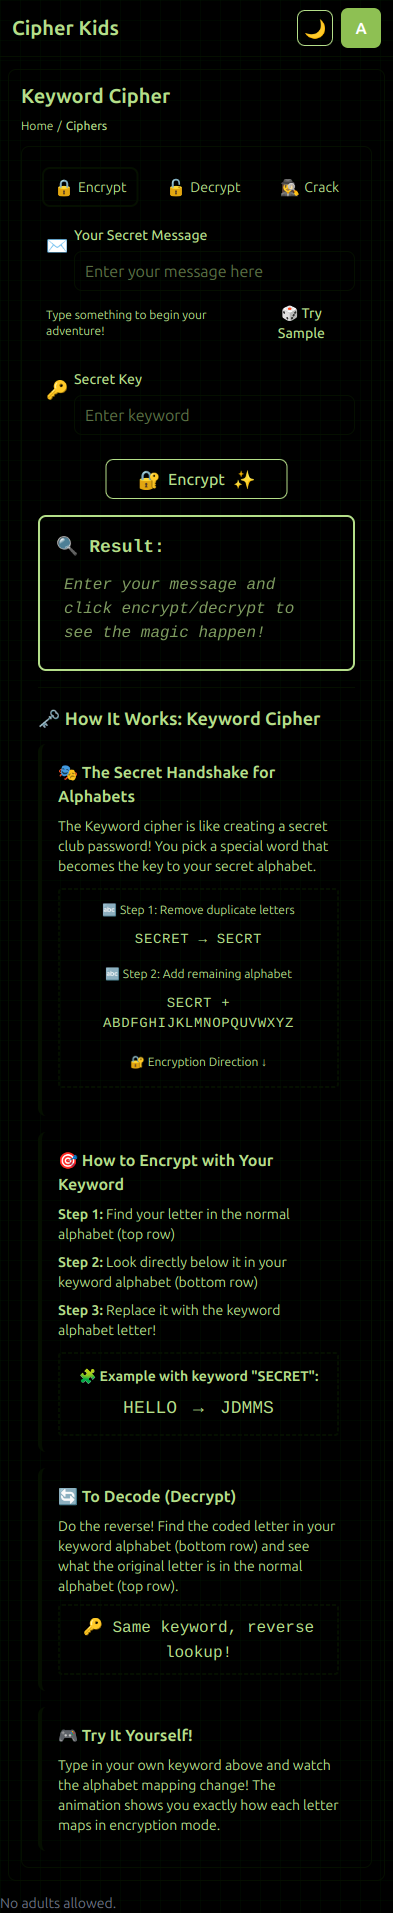 Cipher Kids
A
Keyword Cipher
Home / Ciphers
Encrypt
Decrypt
Crack
Your Secret Message
Enter your message here
Type something to begin your
adventure!
Try
Sample
Secret Key
Enter keyword
Encrypt
Result:
Enter your message and
click encrypt/decrypt to
see the magic happen!
How It Works: Keyword Cipher
The Secret Handshake for
Alphabets
The Keyword cipher is like creating a secret
club password! You pick a special word that
becomes the key to your secret alphabet.
Step 1: Remove duplicate letters
SECRET → SECRT
Step 2: Add remaining alphabet
SECRT +
ABDFGHIJKLMNOPQUVWXYZ
Encryption Direction ↓
How to Encrypt with Your
Keyword
Step 1: Find your letter in the normal
alphabet (top row)
Step 2: Look directly below it in your
keyword alphabet (bottom row)
Step 3: Replace it with the keyword
alphabet letter!
Example with keyword "SECRET":
HELLO → JDMMS
To Decode (Decrypt)
Do the reverse! Find the coded letter in your
keyword alphabet (bottom row) and see
what the original letter is in the normal
alphabet (top row).
Same keyword, reverse
lookup!
Try It Yourself!
Type in your own keyword above and watch
the alphabet mapping change! The
animation shows you exactly how each letter
maps in encryption mode.
No adults allowed.